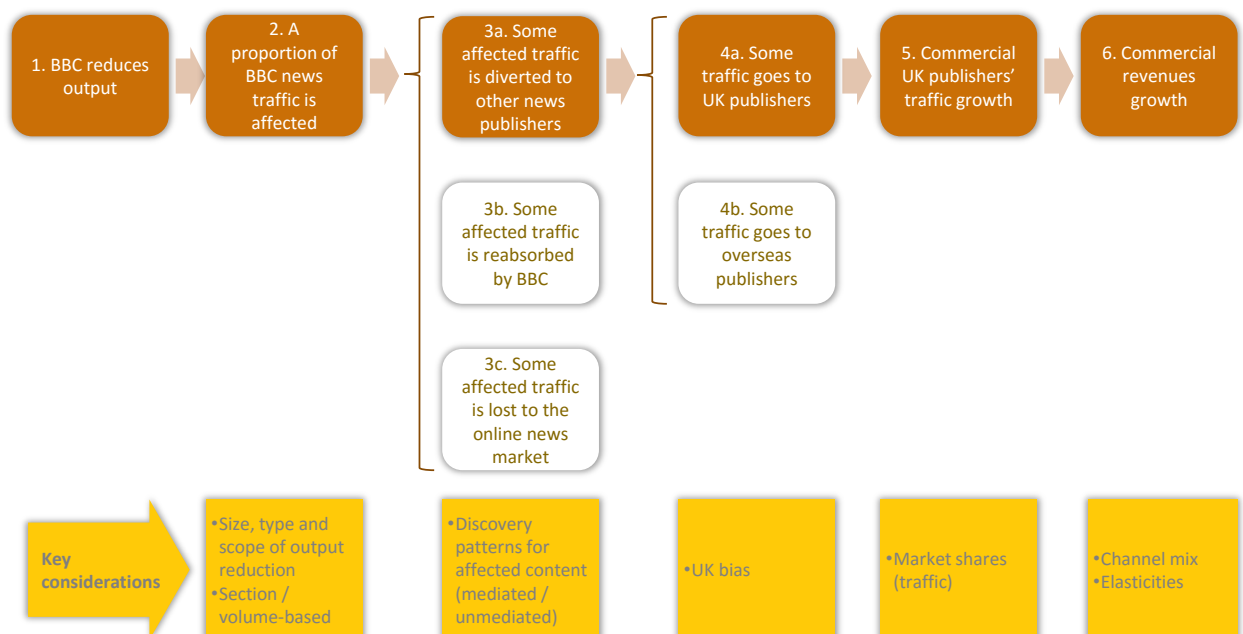 1. BBC reduces
output
2. A
proportion of
BBC news
traffic is
affected
3a. Some
affected traffic
is diverted to
other news
publishers
4a. Some
traffic goes to
UK publishers
5. Commercial
UK publishers’
traffic growth
6. Commercial
revenues
growth
3b. Some
affected traffic
is reabsorbed
by BBC
4b. Some
traffic goes to
overseas
publishers
3c. Some
affected traffic
is lost to the
online news
market
Key
considerations
•Size, type and
scope of output
reduction
•Section /
volume-based
•Discovery
patterns for
affected content
(mediated /
unmediated)
•UK bias
•Market shares
(traffic)
•Channel mix
•Elasticities